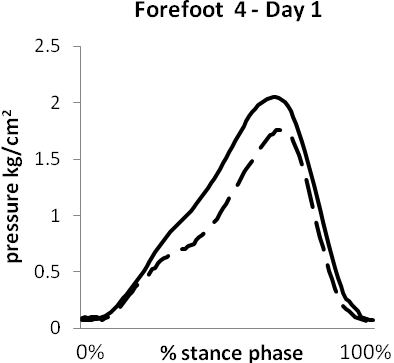 Forefoot 4 - Day 1
pressure kg/cm²
2.5
2
1.5
1
0.5
0
0% % stance phase 100%